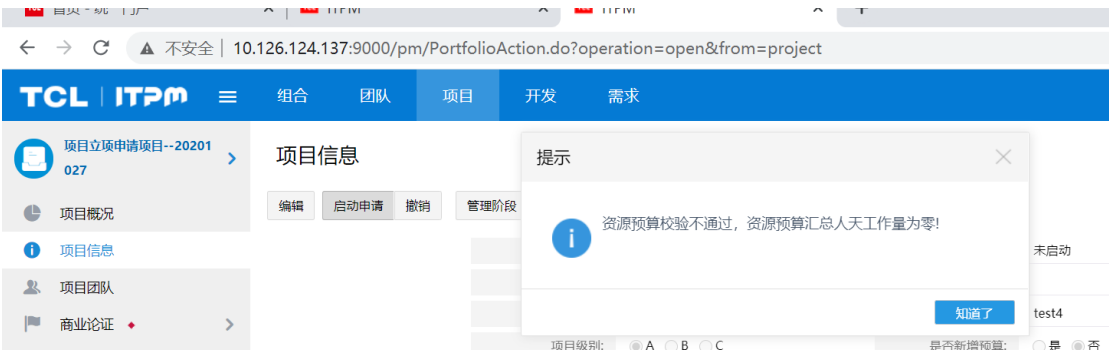 首页 - 统一门户
ITPM
ITPM
不安全 | 10.126.124.137:9000/pm/PortfolioAction.do?operation=open&from=project
TCL | ITPM 组合 团队 项目 开发 需求
项目立项申请项目--20201
027
项目概况
项目信息
项目团队
商业论证
项目信息
编辑 启动申请 撤销 管理阶段
提示
资源预算校验不通过，资源预算汇总人天工作量为零!
知道了
未启动
test4
项目级别: A B C 是否新增预算: 是 否